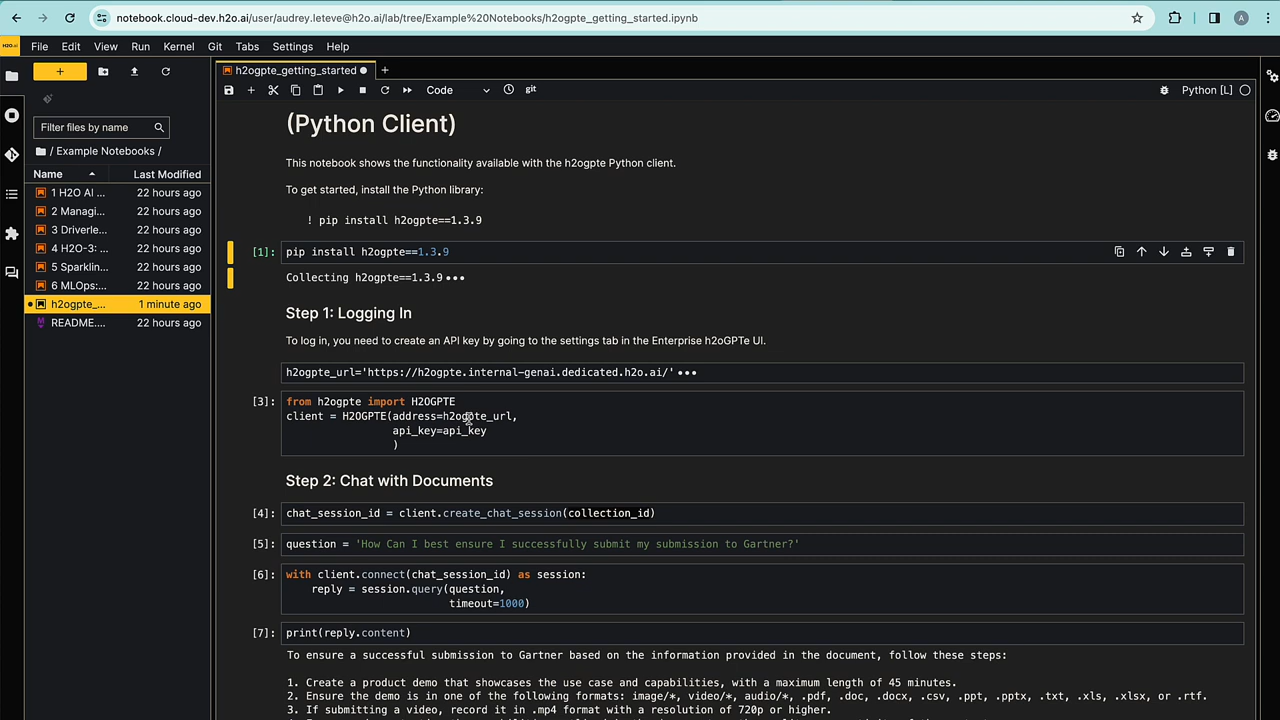 notebook.cloud-dev.h2o.ai/user/audrey.leteve@h2o.ai/lab/tree/Example%20Notebooks/h2ogpte_getting_started.ipynb
A
H2O.ai
File Edit View Run Kernel Git Tabs Settings Help
h2ogpte_getting_started
Code
git
Python [L]
Filter files by name
/ Example Notebooks /
Name Last Modified
1 H2O AI ... 22 hours ago
2 Managi... 22 hours ago
3 Driverle... 22 hours ago
4 H2O-3: ... 22 hours ago
5 Sparklin... 22 hours ago
6 MLOps:... 22 hours ago
h2ogpte_... 1 minute ago
README.... 22 hours ago
(Python Client)
This notebook shows the functionality available with the h2ogpte Python client.
To get started, install the Python library:
! pip install h2ogpte==1.3.9
[1]: pip install h2ogpte==1.3.9
Collecting h2ogpte==1.3.9 •••
Step 1: Logging In
To log in, you need to create an API key by going to the settings tab in the Enterprise h2oGPTe UI.
h2ogpte_url='https://h2ogpte.internal-genai.dedicated.h2o.ai/' •••
[3]: from h2ogpte import H2OGPTE
client = H2OGPTE(address=h2ogpte_url,
api_key=api_key
)
Step 2: Chat with Documents
[4]: chat_session_id = client.create_chat_session(collection_id)
[5]: question = 'How Can I best ensure I successfully submit my submission to Gartner?'
[6]: with client.connect(chat_session_id) as session:
reply = session.query(question,
timeout=1000)
[7]: print(reply.content)
To ensure a successful submission to Gartner based on the information provided in the document, follow these steps:
1. Create a product demo that showcases the use case and capabilities, with a maximum length of 45 minutes.
2. Ensure the demo is in one of the following formats: image/*, video/*, audio/*, .pdf, .doc, .docx, .csv, .ppt, .pptx, .txt, .xls, .xlsx, or .rtf.
3. If submitting a video, record it in .mp4 format with a resolution of 720p or higher.